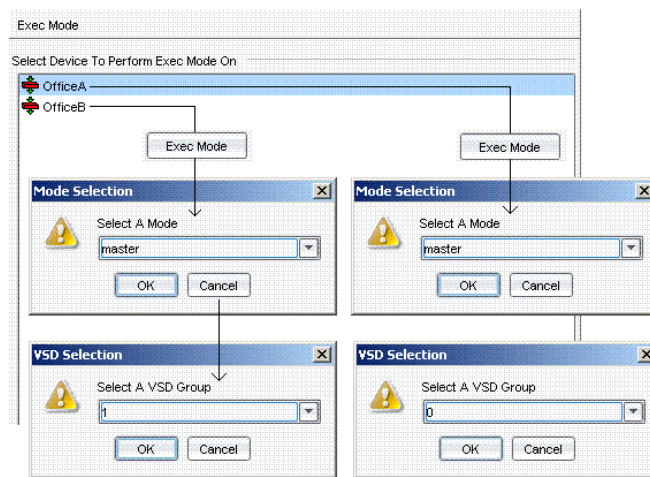 Exec Mode
Select Device To Perform Exec Mode On
OfficeA
OfficeB
Exec Mode
Exec Mode
Mode Selection
Select A Mode
master
OK
Cancel
Mode Selection
Select A Mode
master
OK
Cancel
VSD Selection
Select A VSD Group
1
OK
Cancel
VSD Selection
Select A VSD Group
0
OK
Cancel